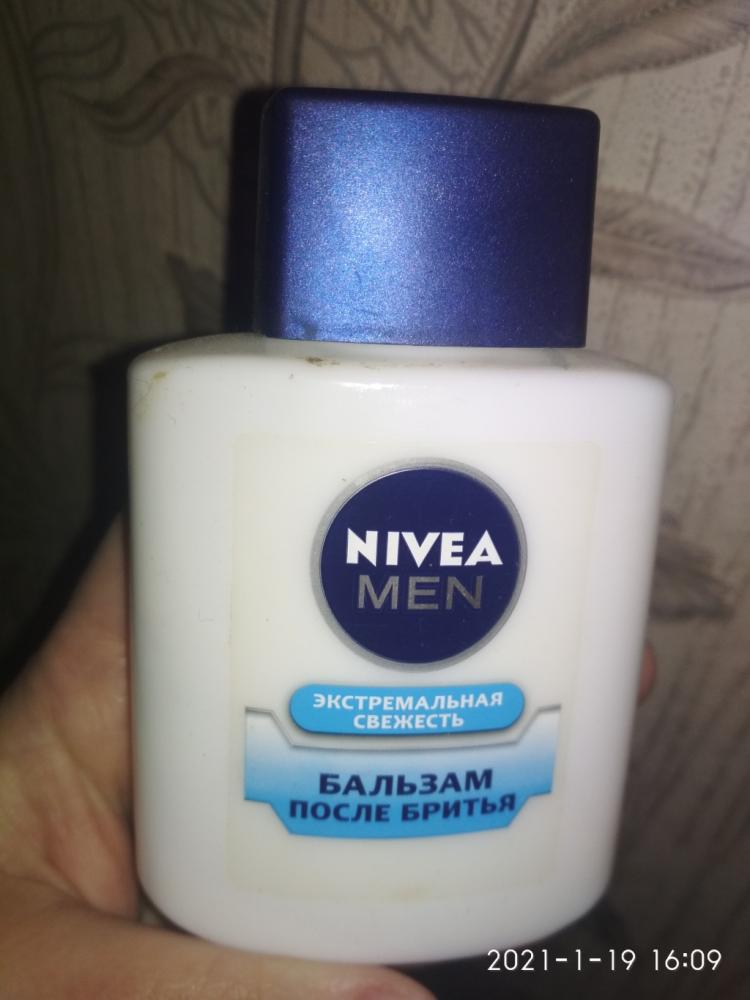 NIVEA
MEN
ЭКСТРЕМАЛЬНАЯ
СВЕЖЕСТЬ
БАЛЬЗАМ
ПОСЛЕ БРИТЬЯ
2021-1-19 16:09